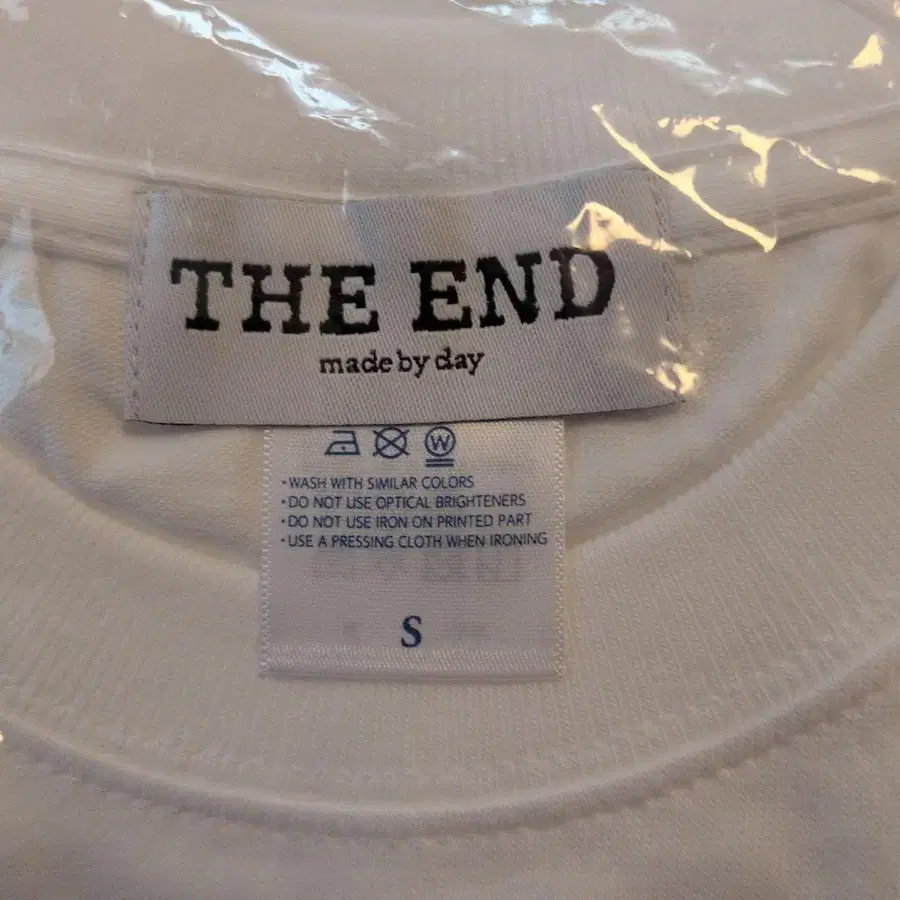 THE END
made by day
W
·WASH WITH SIMILAR COLORS
·DO NOT USE OPTICAL BRIGHTENERS
·DO NOT USE IRON ON PRINTED PART
·USE A PRESSING CLOTH WHEN IRONING
S